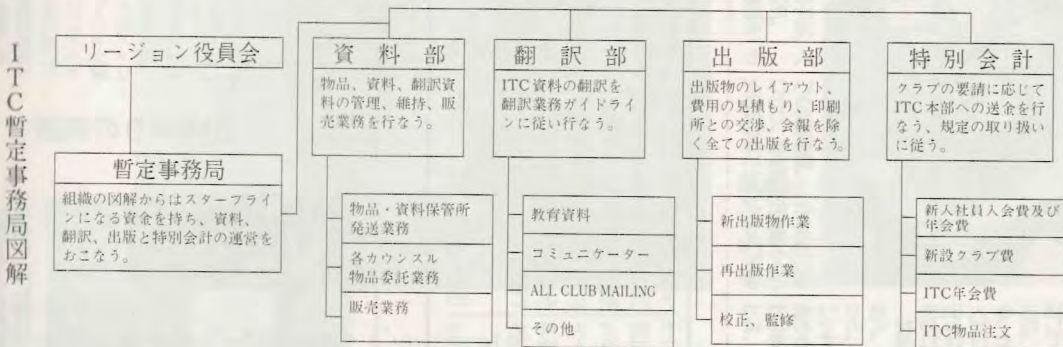 ITC暫定事務局図解
リージョン役員会
暫定事務局
組織の図解からはスターフライ
ンになる資金を持ち、資料、
翻訳、出版と特別会計の運営を
おこなう。
資料部
物品、資料、翻訳資
料の管理、維持、販
売業務を行なう。
物品・資料保管所
発送業務
各カウンスル
物品委託業務
販売業務
翻訳部
ITC資料の翻訳を
翻訳業務ガイドライ
ンに従い行なう。
教育資料
コミュニケーター
ALL CLUB MAILING
その他
出版部
出版物のレイアウト、
費用の見積もり、印刷
所との交渉、会報を除
く全ての出版を行なう。
新出版物作業
再出版作業
校正、監修
特別会計
クラブの要請に応じて
ITC本部への送金を行
なう、規定の取り扱い
に従う。
新入社員入会費及び
年会費
新設クラブ費
ITC年会費
ITC物品注文